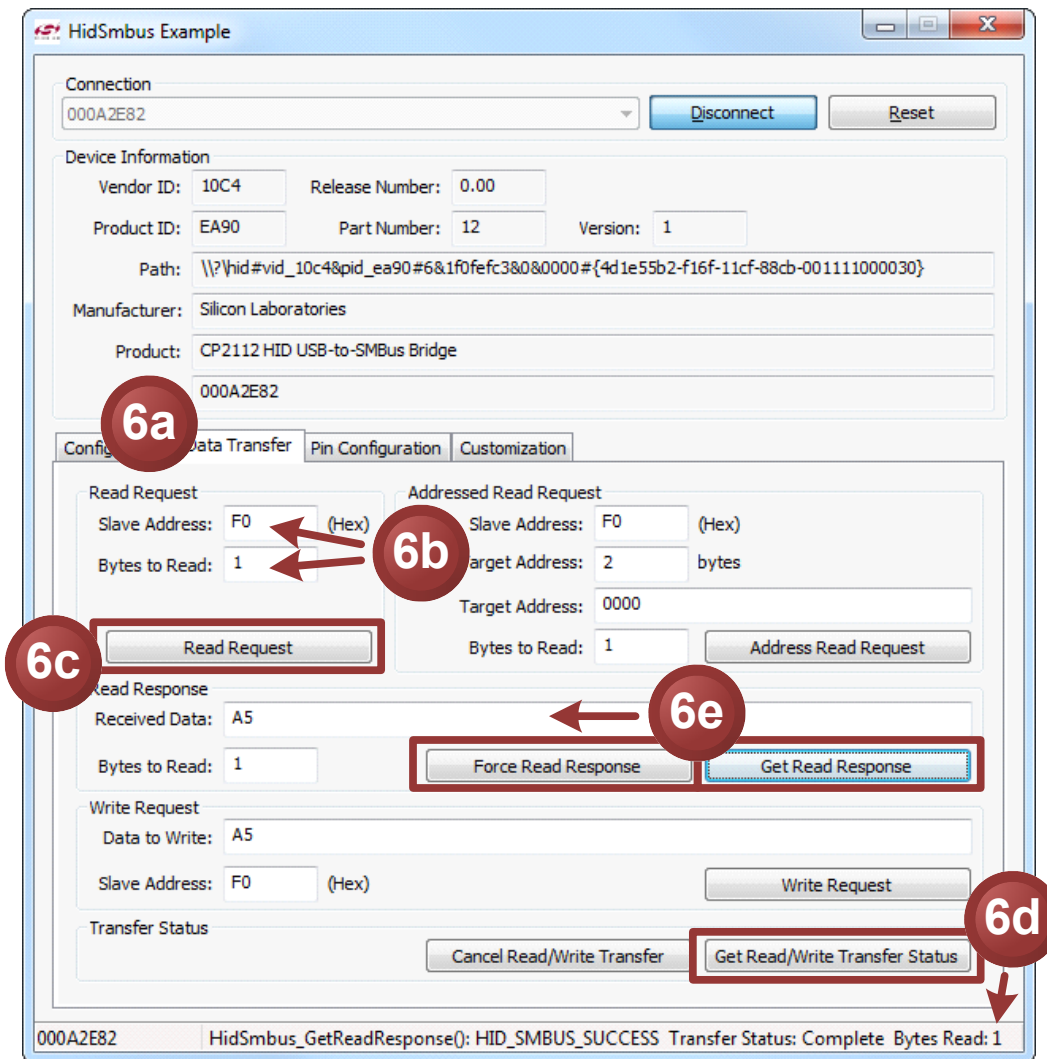 HidSmbus Example
Connection
000A2E82 Disconnect Reset
Device Information
Vendor ID: 10C4 Release Number: 0.00
Product ID: EA90 Part Number: 12 Version: 1
Path: \\?\hid#vid_10c4&pid_ea90#6&1f0fefc3&0&0000#{4d1e55b2-f16f-11cf-88cb-001111000030}
Manufacturer: Silicon Laboratories
Product: CP2112 HID USB-to-SMBus Bridge
000A2E82
6a
Data Transfer Pin Configuration Customization
Read Request Addressed Read Request
Slave Address: F0 (Hex) Slave Address: F0 (Hex)
6b
Bytes to Read: 1 Target Address: 2 bytes
Target Address: 0000
Read Request Bytes to Read: 1 Address Read Request
6c
Read Response
Received Data: A5
6e
Bytes to Read: 1 Force Read Response Get Read Response
Write Request
Data to Write: A5
Slave Address: F0 (Hex) Write Request
6d
Transfer Status
Cancel Read/Write Transfer Get Read/Write Transfer Status
000A2E82 HidSmbus_GetReadResponse(): HID_SMBUS_SUCCESS Transfer Status: Complete Bytes Read: 1